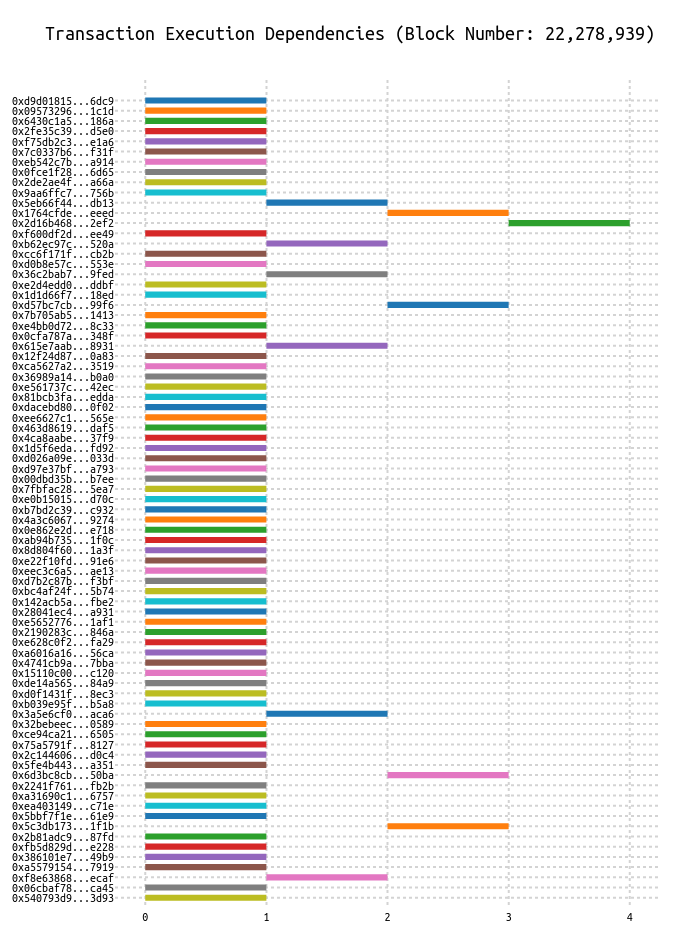 Transaction Execution Dependencies (Block Number: 22,278,939)
0xd9d01815...6dc9
0x09573296...1c1d
0x6430c1a5...186a
0x2fe35c39...d5e0
0xf75db2c3...e1a6
0x7c0337b6...f31f
0xeb542c7b...a914
0x0fce1f28...6d65
0x2de2ae4f...a66a
0x9aa6ffc7...756b
0x5eb66f44...db13
0x1764cfde...eeed
0x2d16b468...2ef2
0xf600df2d...ee49
0xb62ec97c...520a
0xcc6f171f...cb2b
0xd0b8e57c...553e
0x36c2bab7...9fed
0xe2d4edd0...ddbf
0x1d1d66f7...18ed
0xd57bc7cb...99f6
0x7b705ab5...1413
0xe4bb0d72...8c33
0x0cfa787a...348f
0x615e7aab...8931
0x12f24d87...0a83
0xca5627a2...3519
0x36989a14...b0a0
0xe561737c...42ec
0x81bcb3fa...edda
0xdacebd80...0f02
0xee6627c1...565e
0x463d8619...daf5
0x4ca8aabe...37f9
0x1d5f6eda...fd92
0xd026a09e...033d
0xd97e37bf...a793
0x00dbd35b...b7ee
0x7fbfac28...5ea7
0xe0b15015...d70c
0xb7bd2c39...c932
0x4a3c6067...9274
0x0e862e2d...e718
0xab94b735...1f0c
0x8d804f60...1a3f
0xe22f10fd...91e6
0xeec3c6a5...ae13
0xd7b2c87b...f3bf
0xbc4af24f...5b74
0x142acb5a...fbe2
0x28041ec4...a931
0xe5652776...1af1
0x2190283c...846a
0xe628c0f2...fa29
0xa6016a16...56ca
0x4741cb9a...7bba
0x15110c00...c120
0xde14a565...84a9
0xd0f1431f...8ec3
0xb039e95f...b5a8
0x3a5e6cf0...aca6
0x32bebeec...0589
0xce94ca21...6505
0x75a5791f...8127
0x2c144606...d0c4
0x5fe4b443...a351
0x6d3bc8cb...50ba
0x2241f761...fb2b
0xa31690c1...6757
0xea403149...c71e
0x5bbf7f1e...61e9
0x5c3db173...1f1b
0x2b81adc9...87fd
0xfb5d829d...e228
0x386101e7...49b9
0xa5579154...7919
0xf8e63868...ecaf
0x06cbaf78...ca45
0x540793d9...3d93
0 1 2 3 4